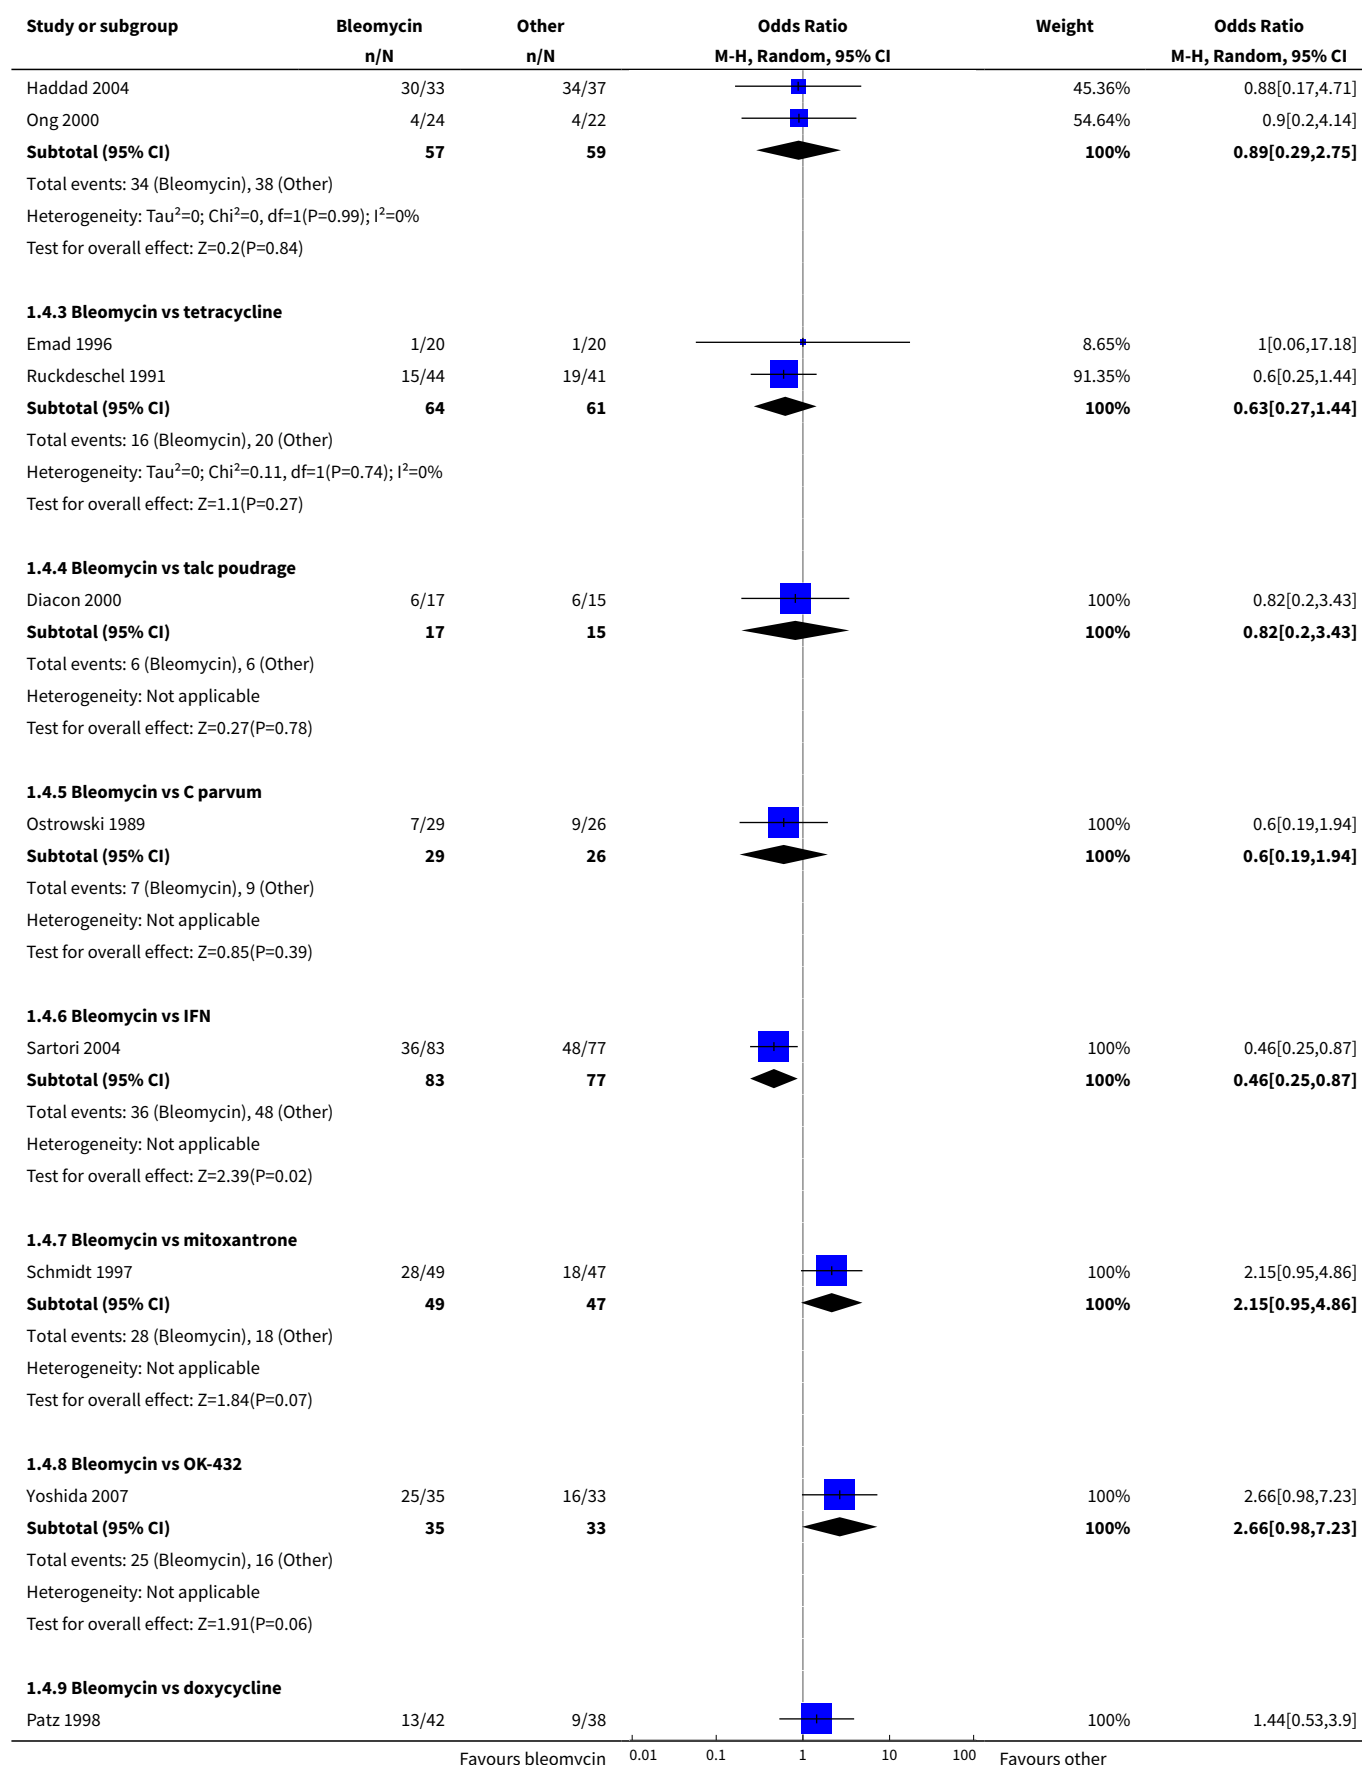 Study or subgroup Bleomycin Other Odds Ratio Weight Odds Ratio
n/N n/N M-H, Random, 95% CI M-H, Random, 95% CI
Haddad 2004 30/33 34/37 45.36% 0.88[0.17,4.71]
Ong 2000 4/24 4/22 54.64% 0.9[0.2,4.14]
Subtotal (95% CI) 57 59 100% 0.89[0.29,2.75]
Total events: 34 (Bleomycin), 38 (Other)
Heterogeneity: Tau²=0; Chi²=0, df=1(P=0.99); I²=0%
Test for overall effect: Z=0.2(P=0.84)
1.4.3 Bleomycin vs tetracycline
Emad 1996 1/20 1/20 8.65% 1[0.06,17.18]
Ruckdeschel 1991 15/44 19/41 91.35% 0.6[0.25,1.44]
Subtotal (95% CI) 64 61 100% 0.63[0.27,1.44]
Total events: 16 (Bleomycin), 20 (Other)
Heterogeneity: Tau²=0; Chi²=0.11, df=1(P=0.74); I²=0%
Test for overall effect: Z=1.1(P=0.27)
1.4.4 Bleomycin vs talc poudrage
Diacon 2000 6/17 6/15 100% 0.82[0.2,3.43]
Subtotal (95% CI) 17 15 100% 0.82[0.2,3.43]
Total events: 6 (Bleomycin), 6 (Other)
Heterogeneity: Not applicable
Test for overall effect: Z=0.27(P=0.78)
1.4.5 Bleomycin vs C parvum
Ostrowski 1989 7/29 9/26 100% 0.6[0.19,1.94]
Subtotal (95% CI) 29 26 100% 0.6[0.19,1.94]
Total events: 7 (Bleomycin), 9 (Other)
Heterogeneity: Not applicable
Test for overall effect: Z=0.85(P=0.39)
1.4.6 Bleomycin vs IFN
Sartori 2004 36/83 48/77 100% 0.46[0.25,0.87]
Subtotal (95% CI) 83 77 100% 0.46[0.25,0.87]
Total events: 36 (Bleomycin), 48 (Other)
Heterogeneity: Not applicable
Test for overall effect: Z=2.39(P=0.02)
1.4.7 Bleomycin vs mitoxantrone
Schmidt 1997 28/49 18/47 100% 2.15[0.95,4.86]
Subtotal (95% CI) 49 47 100% 2.15[0.95,4.86]
Total events: 28 (Bleomycin), 18 (Other)
Heterogeneity: Not applicable
Test for overall effect: Z=1.84(P=0.07)
1.4.8 Bleomycin vs OK-432
Yoshida 2007 25/35 16/33 100% 2.66[0.98,7.23]
Subtotal (95% CI) 35 33 100% 2.66[0.98,7.23]
Total events: 25 (Bleomycin), 16 (Other)
Heterogeneity: Not applicable
Test for overall effect: Z=1.91(P=0.06)
1.4.9 Bleomycin vs doxycycline
Patz 1998 13/42 9/38 100% 1.44[0.53,3.9]
Favours bleomycin 0.01 0.1 1 10 100 Favours other